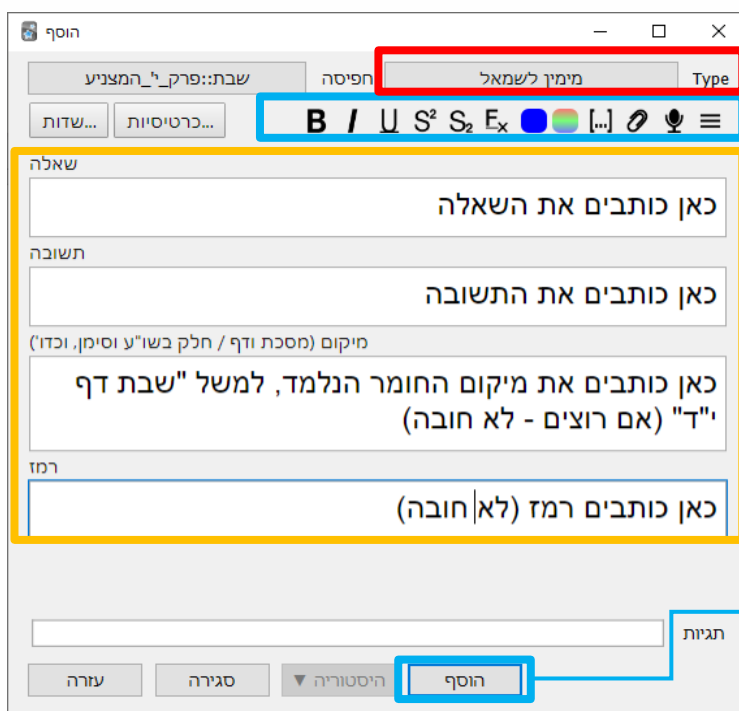 הוסף
Type מימין לשמאל חפיסה שבת::פרק_י'_המצניע
B I U S² S₂ Eₓ [...] ≡
כרטיסיות... שדות...
שאלה
כאן כותבים את השאלה
תשובה
כאן כותבים את התשובה
מיקום (מסכת ודף / חלק בשו"ע וסימן, וכדו')
כאן כותבים את מיקום החומר הנלמד, למשל "שבת דף
י"ד" (אם רוצים - לא חובה)
רמז
כאן כותבים רמז (לא חובה)
תגיות
הוסף היסטוריה ▼ סגירה עזרה